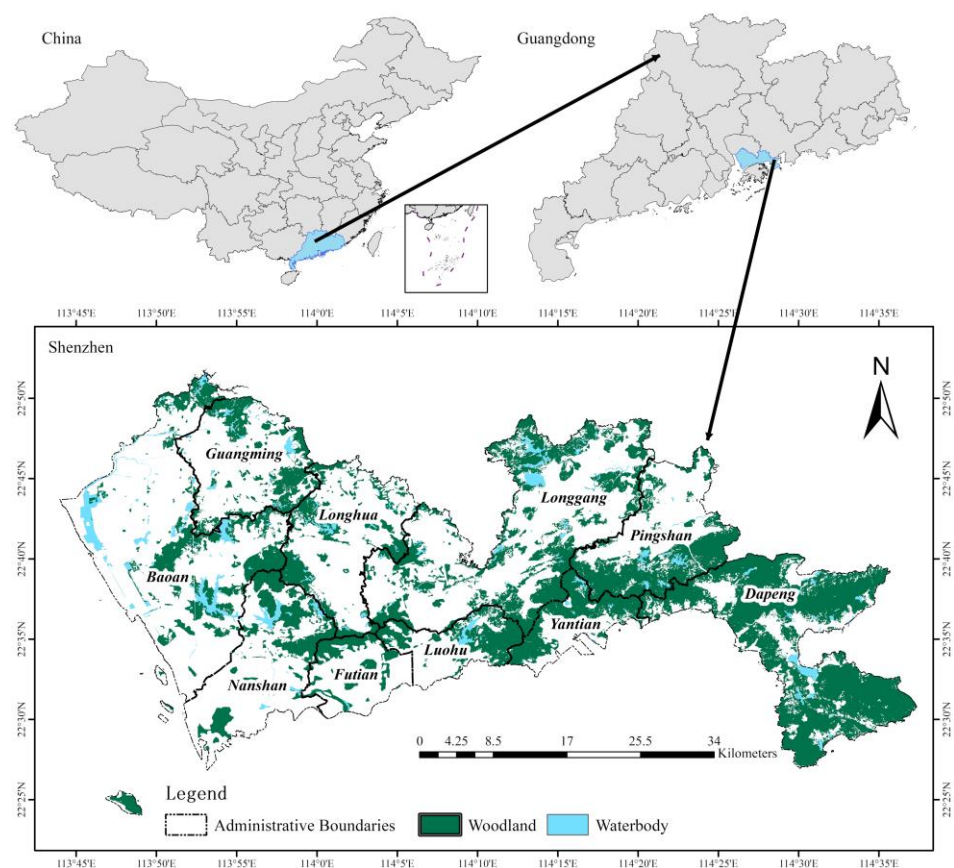 China
Guangdong
113°45'E 113°50'E 113°55'E 114°0'E 114°5'E 114°10'E 114°15'E 114°20'E 114°25'E 114°30'E 114°35'E
Shenzhen
N
22°50'N 22°50'N
Guangming
22°45'N 22°45'N
Longgang
Longhua
Pingshan
22°40'N 22°40'N
Baoan
Dapeng
Yantian
22°35'N 22°35'N
Luohu
Futian
Nanshan
22°30'N 22°30'N
0 4.25 8.5 17 25.5 34
Kilometers
22°25'N 22°25'N
Legend
Administrative Boundaries Woodland Waterbody
113°45'E 113°50'E 113°55'E 114°0'E 114°5'E 114°10'E 114°15'E 114°20'E 114°25'E 114°30'E 114°35'E